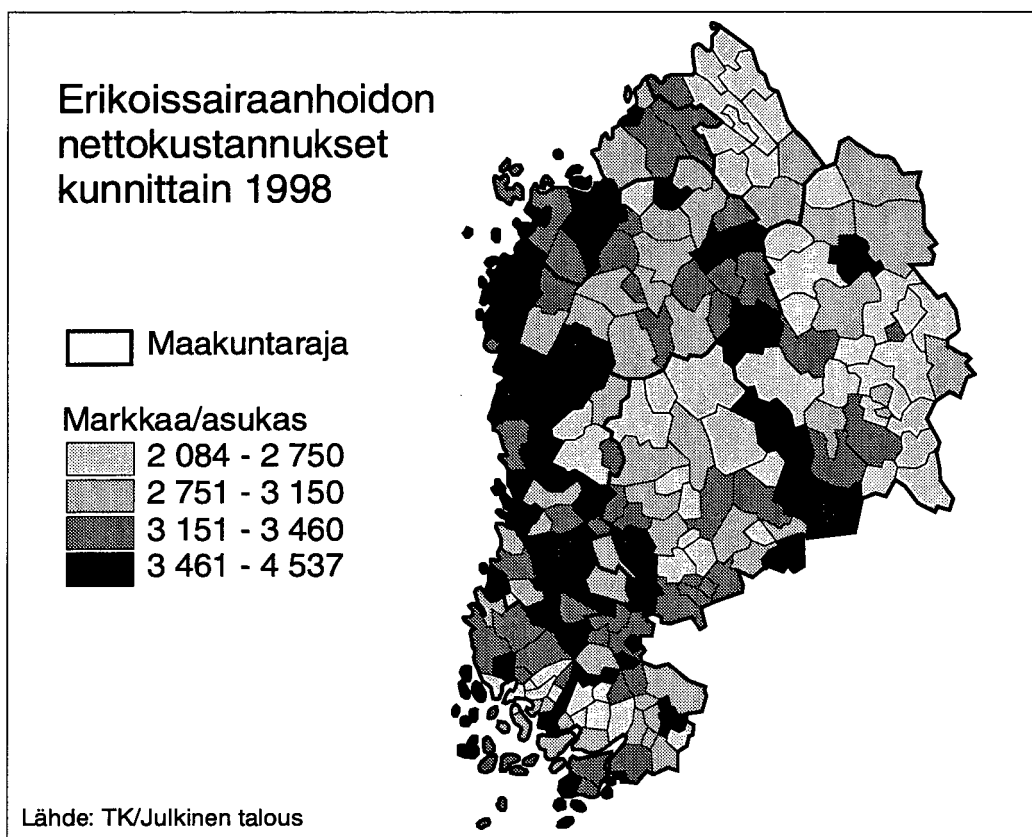 Erikoissairaanhoidon
nettokustannukset
kunnittain 1998
Maakuntaraja
Markkaa/asukas
2 084 - 2 750
2 751 - 3 150
3 151 - 3 460
3 461 - 4 537
Lähde: TK/Julkinen talous